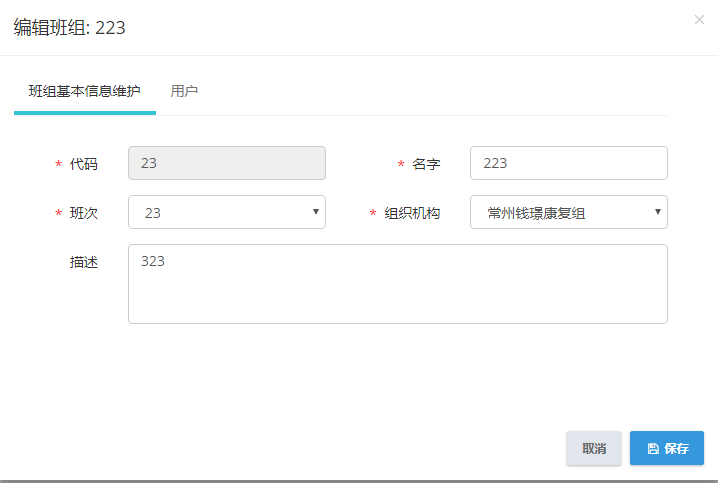 编辑班组: 223
×
班组基本信息维护 用户
* 代码 23 * 名字 223
* 班次 23 * 组织机构 常州钱璟康复组
描述 323
取消 保存